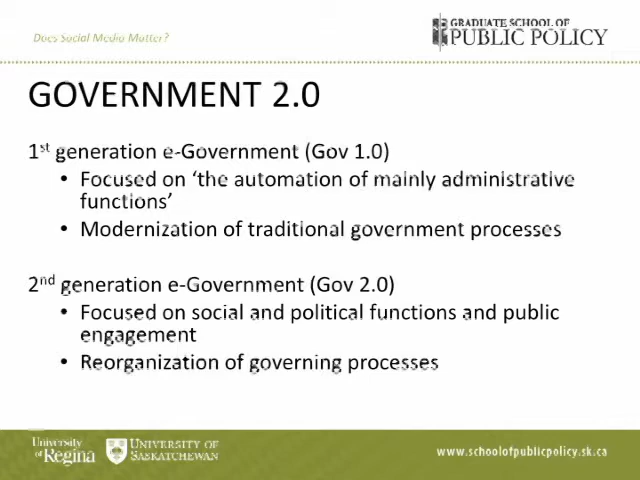 Does Social Media Matter?
GRADUATE SCHOOL OF
PUBLIC POLICY
GOVERNMENT 2.0
1st generation e-Government (Gov 1.0)
• Focused on ‘the automation of mainly administrative
functions’
• Modernization of traditional government processes
2nd generation e-Government (Gov 2.0)
• Focused on social and political functions and public
engagement
• Reorganization of governing processes
University
of Regina
UNIVERSITY OF
SASKATCHEWAN
www.schoolofpublicpolicy.sk.ca